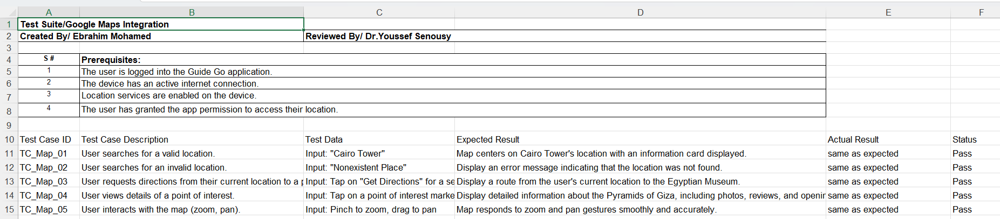 A B C D E F
1 Test Suite/Google Maps Integration
2 Created By/ Ebrahim Mohamed Reviewed By/ Dr.Youssef Senousy
3
4 S # Prerequisites:
5 1 The user is logged into the Guide Go application.
6 2 The device has an active internet connection.
7 3 Location services are enabled on the device.
8 4 The user has granted the app permission to access their location.
9
10 Test Case ID Test Case Description Test Data Expected Result Actual Result Status
11 TC_Map_01 User searches for a valid location. Input: "Cairo Tower" Map centers on Cairo Tower's location with an information card displayed. same as expected Pass
12 TC_Map_02 User searches for an invalid location. Input: "Nonexistent Place" Display an error message indicating that the location was not found. same as expected Pass
13 TC_Map_03 User requests directions from their current location to a Input: Tap on "Get Directions" for a Display a route from the user's current location to the Egyptian Museum. same as expected Pass
14 TC_Map_04 User views details of a point of interest. Input: Tap on a point of interest Display detailed information about the Pyramids of Giza, including photos, reviews, and same as expected Pass
15 TC_Map_05 User interacts with the map (zoom, pan). Input: Pinch to zoom, drag to pan Map responds to zoom and pan gestures smoothly and accurately. same as expected Pass